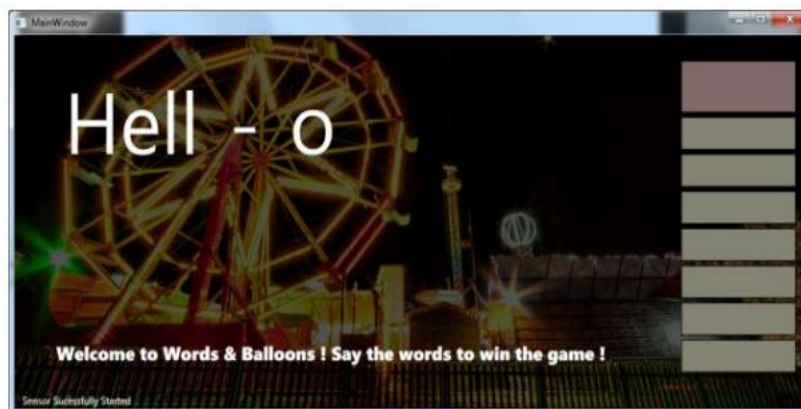 MainWindow
Hell - o
Welcome to Words & Balloons ! Say the words to win the game !
Sensor Sucessfully Started